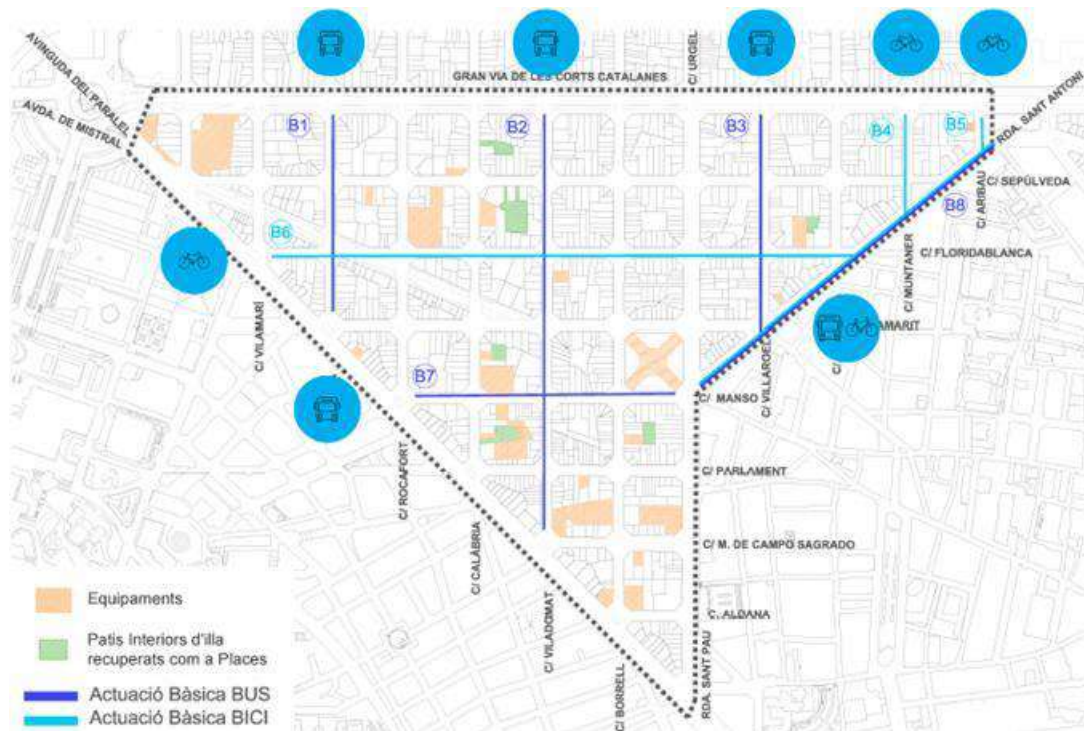 AVINGUDA DEL PARALEL
AVDA. DE MISTRAL
GRAN VIA DE LES CORTS CATALANES
C/ URGEL
RDA. SANT ANTONI
B1
B2
B3
B4
B5
C/ SEPÚLVEDA
C/ ARIBAU
B8
B6
C/ FLORIDABLANCA
C/ MUNTANER
C/ VILAMARÍ
AMARIT
C/
C/ VILLAROEL
B7
C/ MANSO
C/ ROCAFORT
C/ PARLAMENT
C/ CALÀBRIA
C/ M. DE CAMPO SAGRADO
C/ VILADOMAT
C. ALDANA
C/ BORRELL
RDA. SANT PAU
Equipaments
Patis Interiors d'illa
recuperats com a Places
Actuació Bàsica BUS
Actuació Bàsica BICI